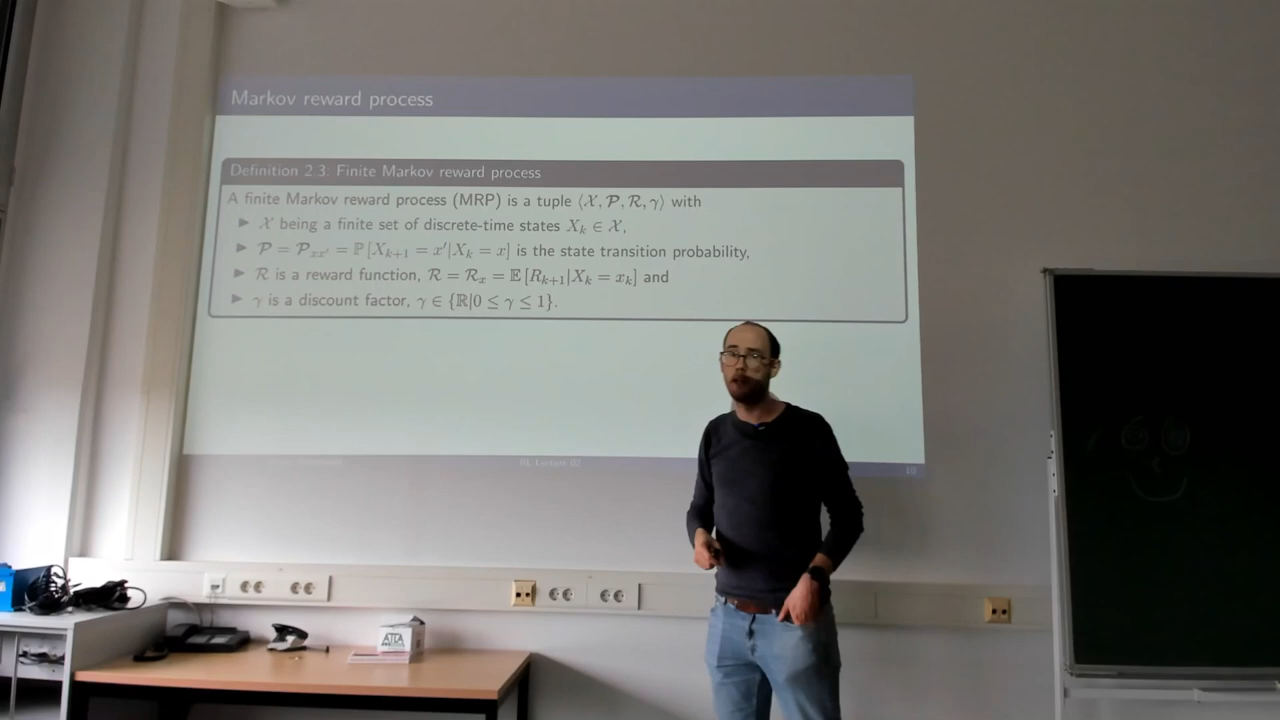 Markov reward process
Definition 2.3: Finite Markov reward process
A finite Markov reward process (MRP) is a tuple ⟨𝒳, 𝓟, 𝓡, γ⟩ with
▶ 𝒳 being a finite set of discrete-time states X_k ∈ 𝒳,
▶ 𝓟 = 𝓟_{xx'} = ℙ [X_{k+1} = x'|X_k = x] is the state transition probability,
▶ 𝓡 is a reward function, 𝓡 = 𝓡_x = 𝔼 [R_{k+1}|X_k = x_k] and
▶ γ is a discount factor, γ ∈ {ℝ|0 ≤ γ ≤ 1}.
RL Lecture 02
10
ATLA